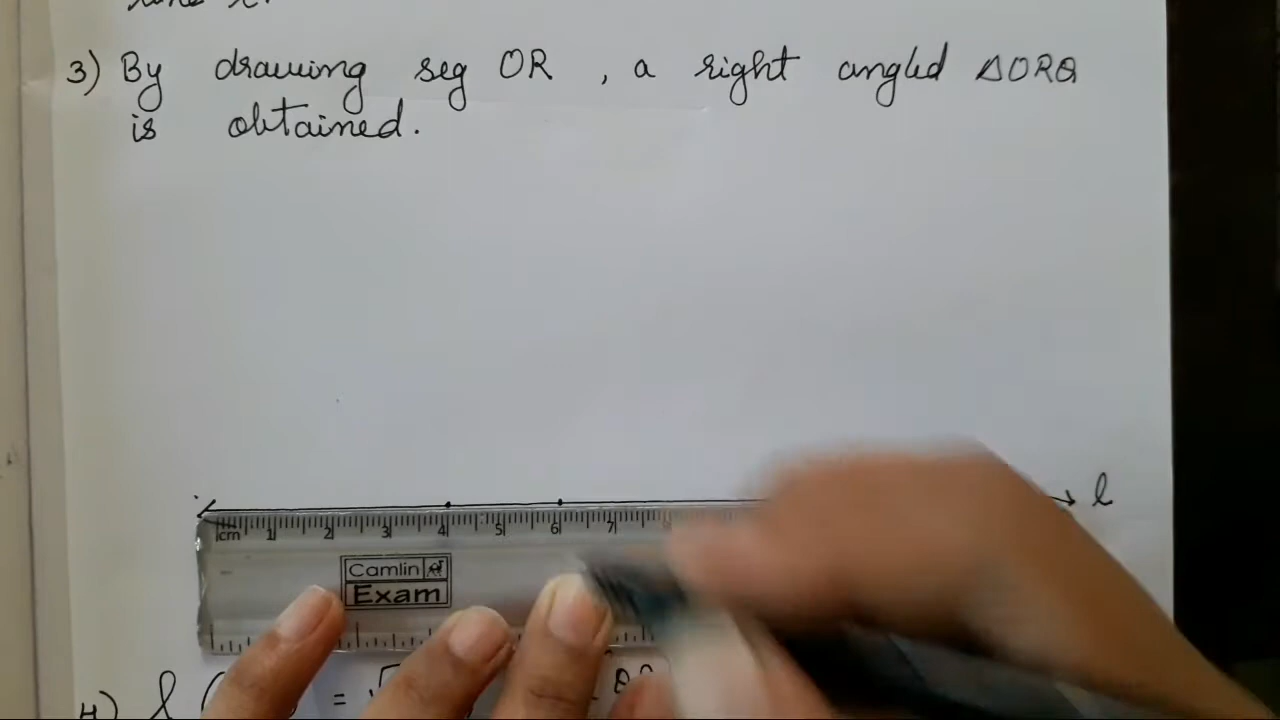 3) By drawing seg OR , a right angled △ORQ
is obtained.
l
cm 1 2 3 4 5 6 7
Camlin
Exam
4) l ( = √